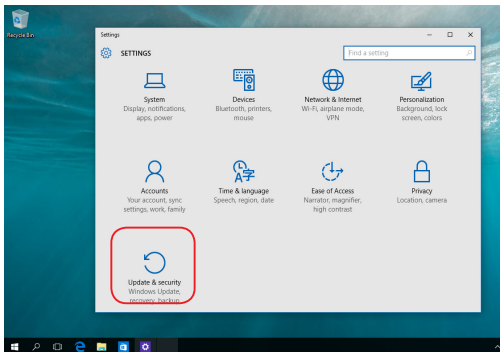 Recycle Bin
Settings
SETTINGS
Find a setting
System
Display, notifications,
apps, power
Devices
Bluetooth, printers,
mouse
Network & Internet
Wi-Fi, airplane mode,
VPN
Personalization
Background, lock
screen, colors
Accounts
Your account, sync
settings, work, family
Time & language
Speech, region, date
Ease of Access
Narrator, magnifier,
high contrast
Privacy
Location, camera
Update & security
Windows Update,
recovery, backup